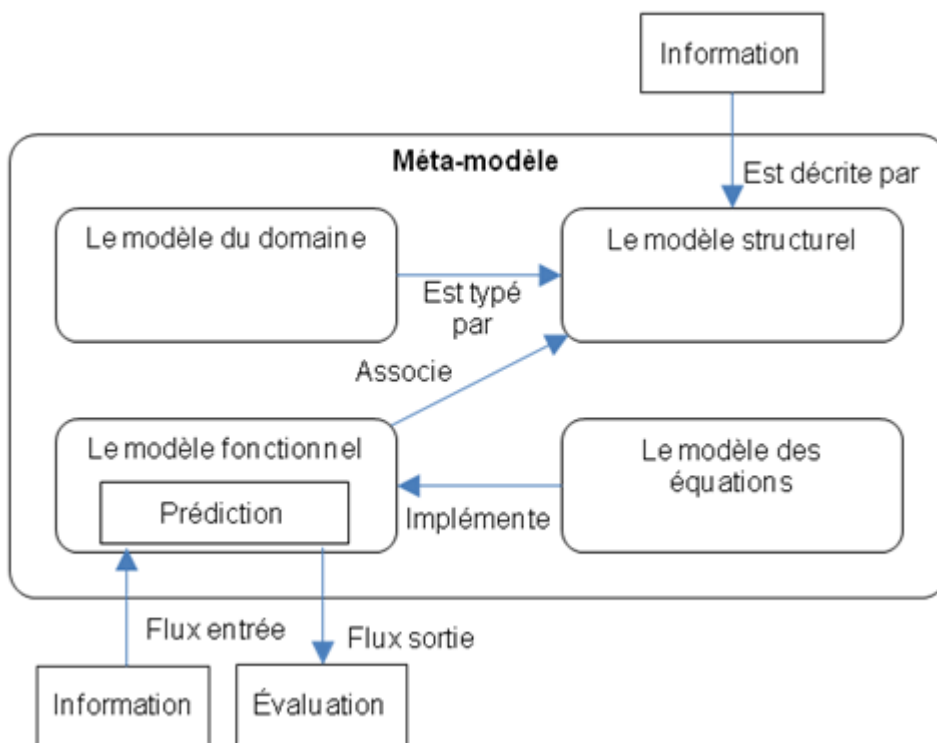 Information
Est décrite par
Méta-modèle
Le modèle du domaine
Est typé
par
Le modèle structurel
Associe
Le modèle fonctionnel
Prédiction
Implémente
Le modèle des
équations
Flux entrée
Flux sortie
Information
Évaluation